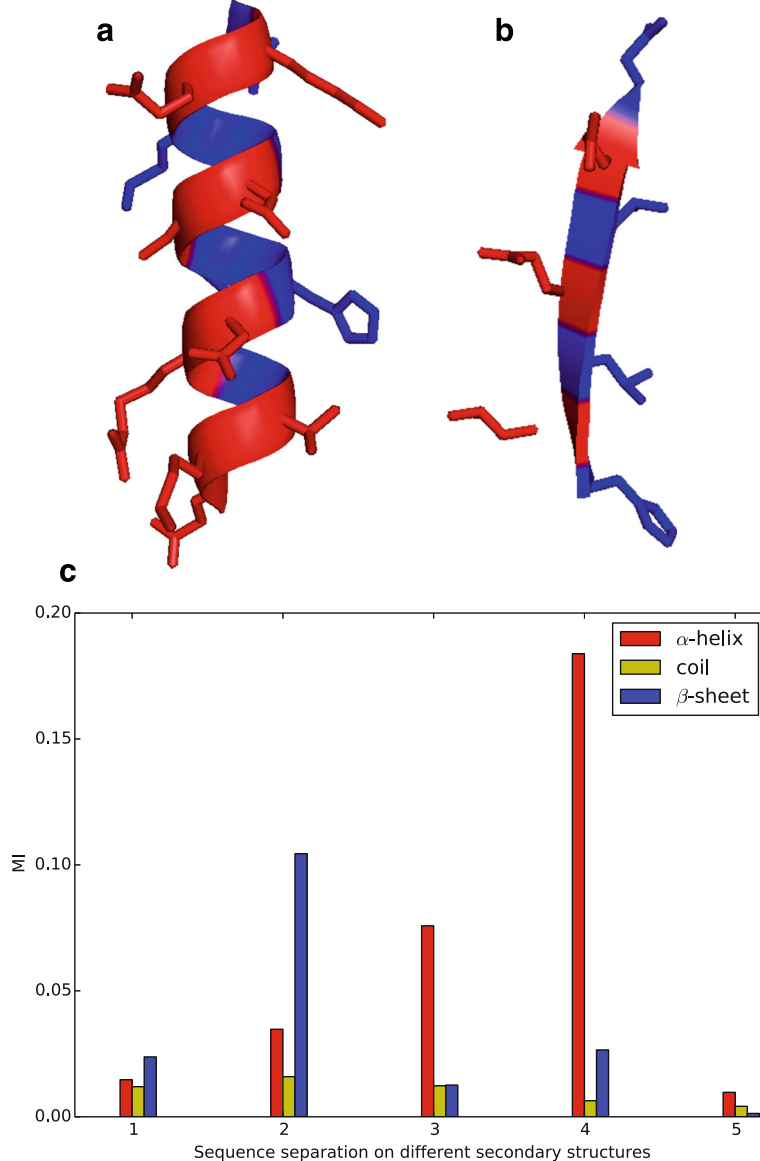 a
b
c
0.20
0.15
0.10
0.05
0.00
MI
α-helix
coil
β-sheet
1 2 3 4 5
Sequence separation on different secondary structures